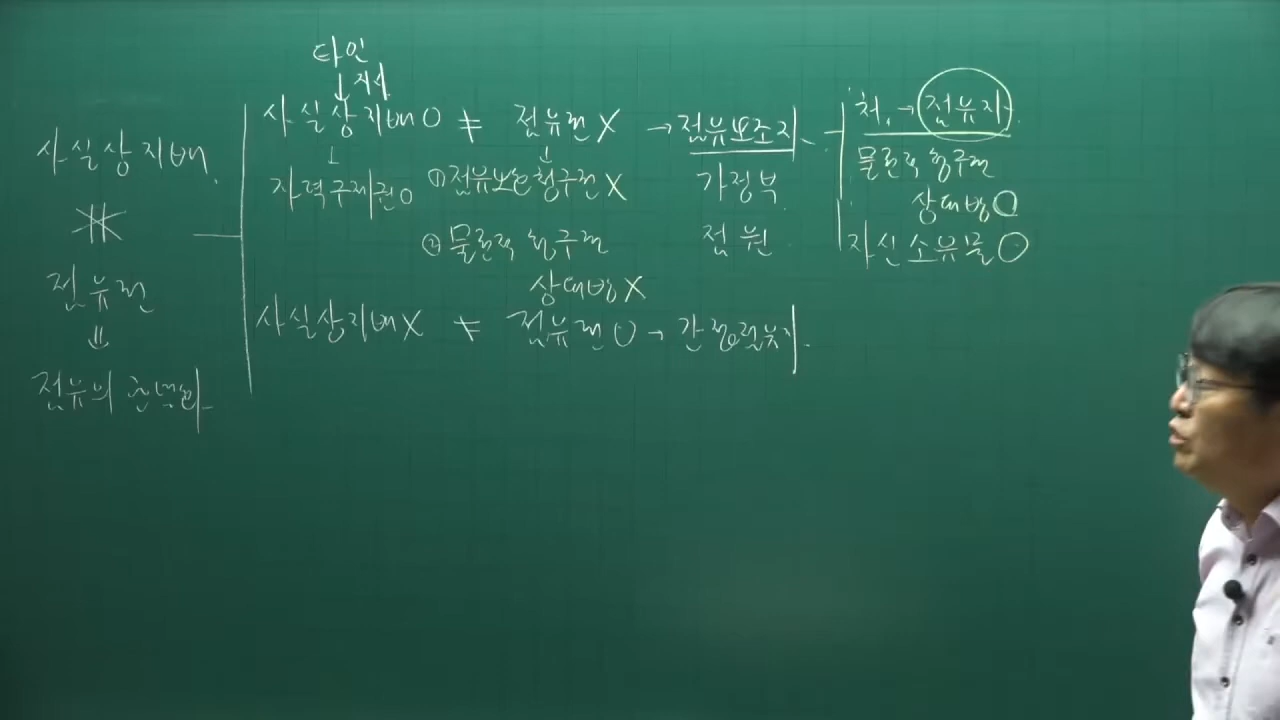 사실상지배
점유권
점유의 관념화
타인
↓ 지시
사실상지배 O ≠ 점유권 X → 점유보조자
자력구제권 O
① 점유보호청구권 X
② 물권적 청구권
상대방 X
가정부
점원
처. → 점유자
물권적 청구권
상대방 O
자신 소유물 O
사실상지배 X ≠ 점유권 O → 간접점유자